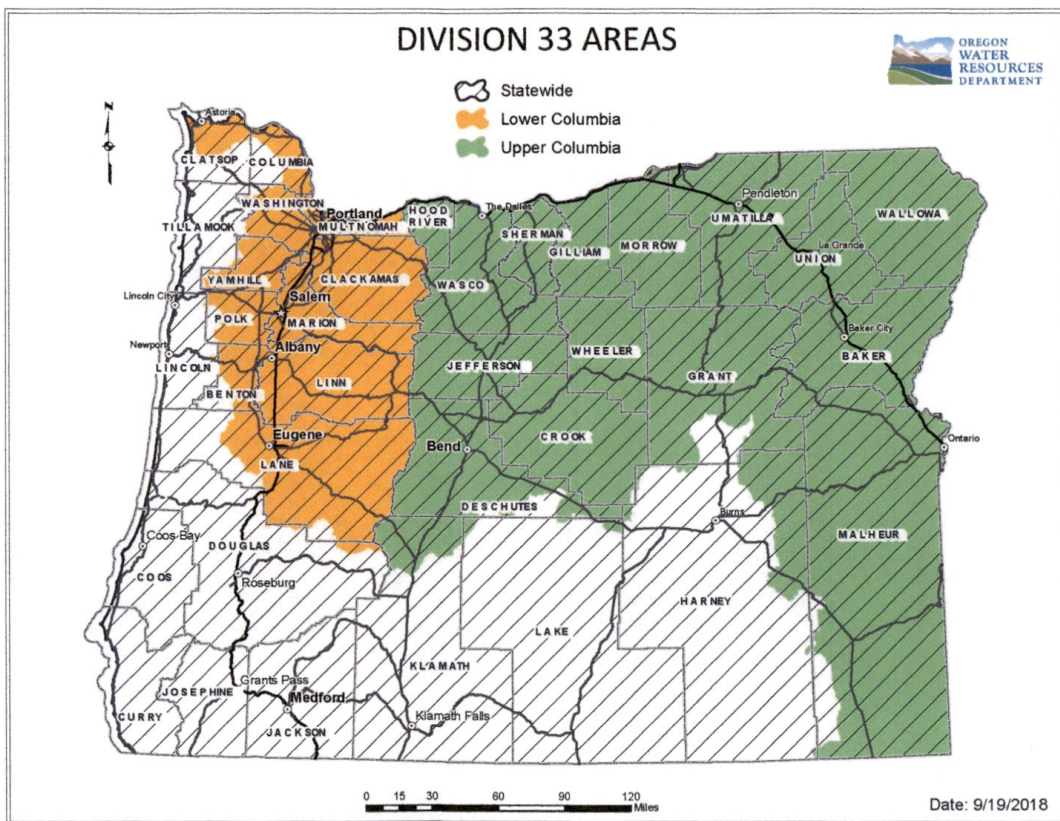 DIVISION 33 AREAS
OREGON
WATER
RESOURCES
DEPARTMENT
Statewide
Lower Columbia
Upper Columbia
N
Astoria
CLATSOP
COLUMBIA
WASHINGTON
Portland
MULTNOMAH
TILLAMOOK
HOOD
RIVER
The Dalles
SHERMAN
GILLIAM
MORROW
Pendleton
UMATILLA
WALLOWA
La Grande
UNION
YAMHILL
CLACKAMAS
WASCO
Lincoln City
Salem
POLK
MARION
Baker City
BAKER
Newport
Albany
LINCOLN
JEFFERSON
WHEELER
GRANT
BENTON
LINN
Eugene
Bend
CROOK
Ontario
LANE
DESCHUTES
Burns
MALHEUR
Coos Bay
DOUGLAS
COOS
Roseburg
HARNEY
LAKE
KLAMATH
Grants Pass
JOSEPHINE
Medford
CURRY
Klamath Falls
JACKSON
0 15 30 60 90 120
Miles
Date: 9/19/2018